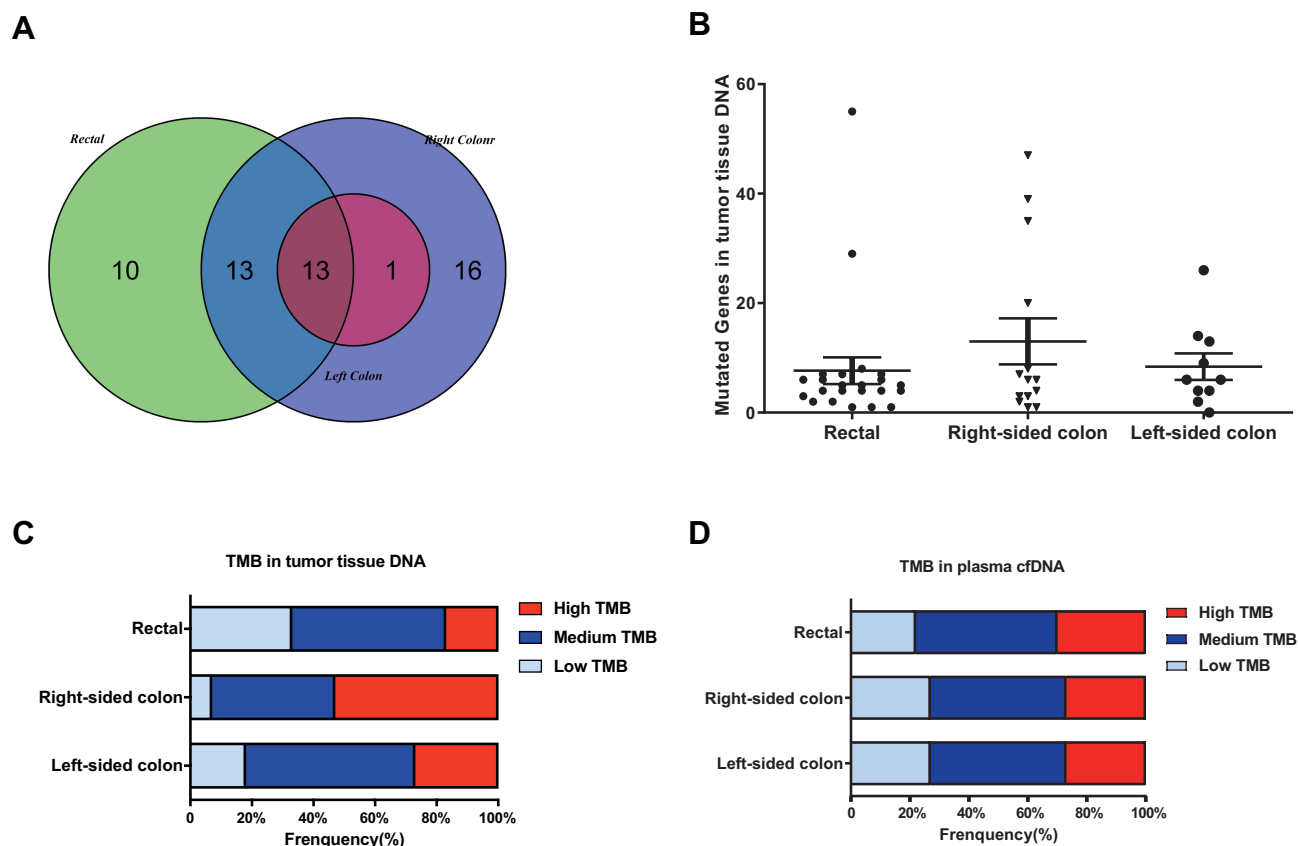 A
Rectal
Right Colonr
10
13
13
1
16
Left Colon
B
Mutated Genes in tumor tissue DNA
60
40
20
0
Rectal
Right-sided colon
Left-sided colon
C
TMB in tumor tissue DNA
Rectal
Right-sided colon
Left-sided colon
0
20%
40%
60%
80%
100%
Frenquency(%)
High TMB
Medium TMB
Low TMB
D
TMB in plasma cfDNA
Rectal
Right-sided colon
Left-sided colon
0
20%
40%
60%
80%
100%
Frenquency(%)
High TMB
Medium TMB
Low TMB